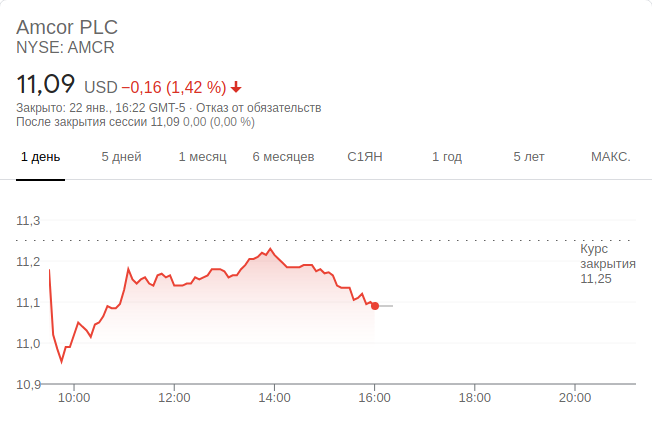 Amcor PLC
NYSE: AMCR
11,09 USD −0,16 (1,42 %)
Закрыто: 22 янв., 16:22 GMT-5 · Отказ от обязательств
После закрытия сессии 11,09 0,00 (0,00 %)
1 день 5 дней 1 месяц 6 месяцев С1ЯН 1 год 5 лет МАКС.
11,3
11,2
11,1
11,0
10,9
Курс
закрытия
11,25
10:00 12:00 14:00 16:00 18:00 20:00